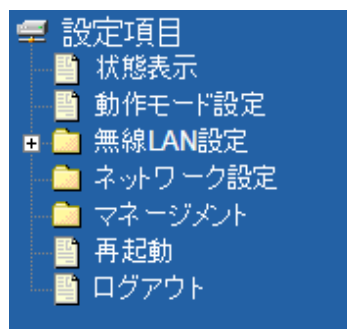 設定項目
状態表示
動作モード設定
無線LAN設定
ネットワーク設定
マネージメント
再起動
ログアウト